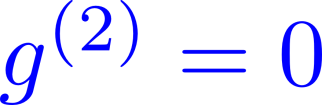 g^{(2)} = 0